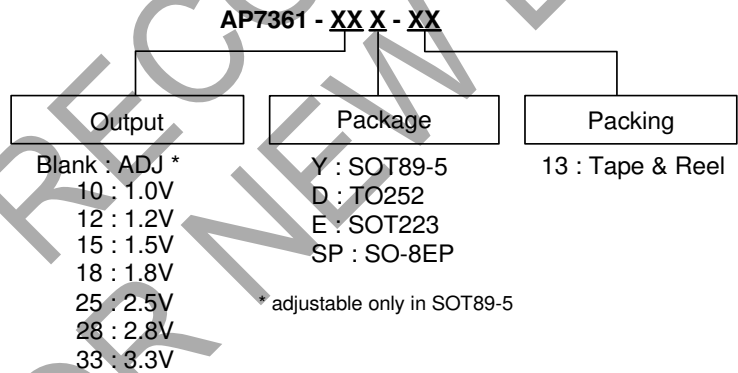 AP7361 - XX X - XX
Output
Package
Packing
Blank : ADJ *
10 : 1.0V
12 : 1.2V
15 : 1.5V
18 : 1.8V
25 : 2.5V
28 : 2.8V
33 : 3.3V
Y : SOT89-5
D : TO252
E : SOT223
SP : SO-8EP
* adjustable only in SOT89-5
13 : Tape & Reel